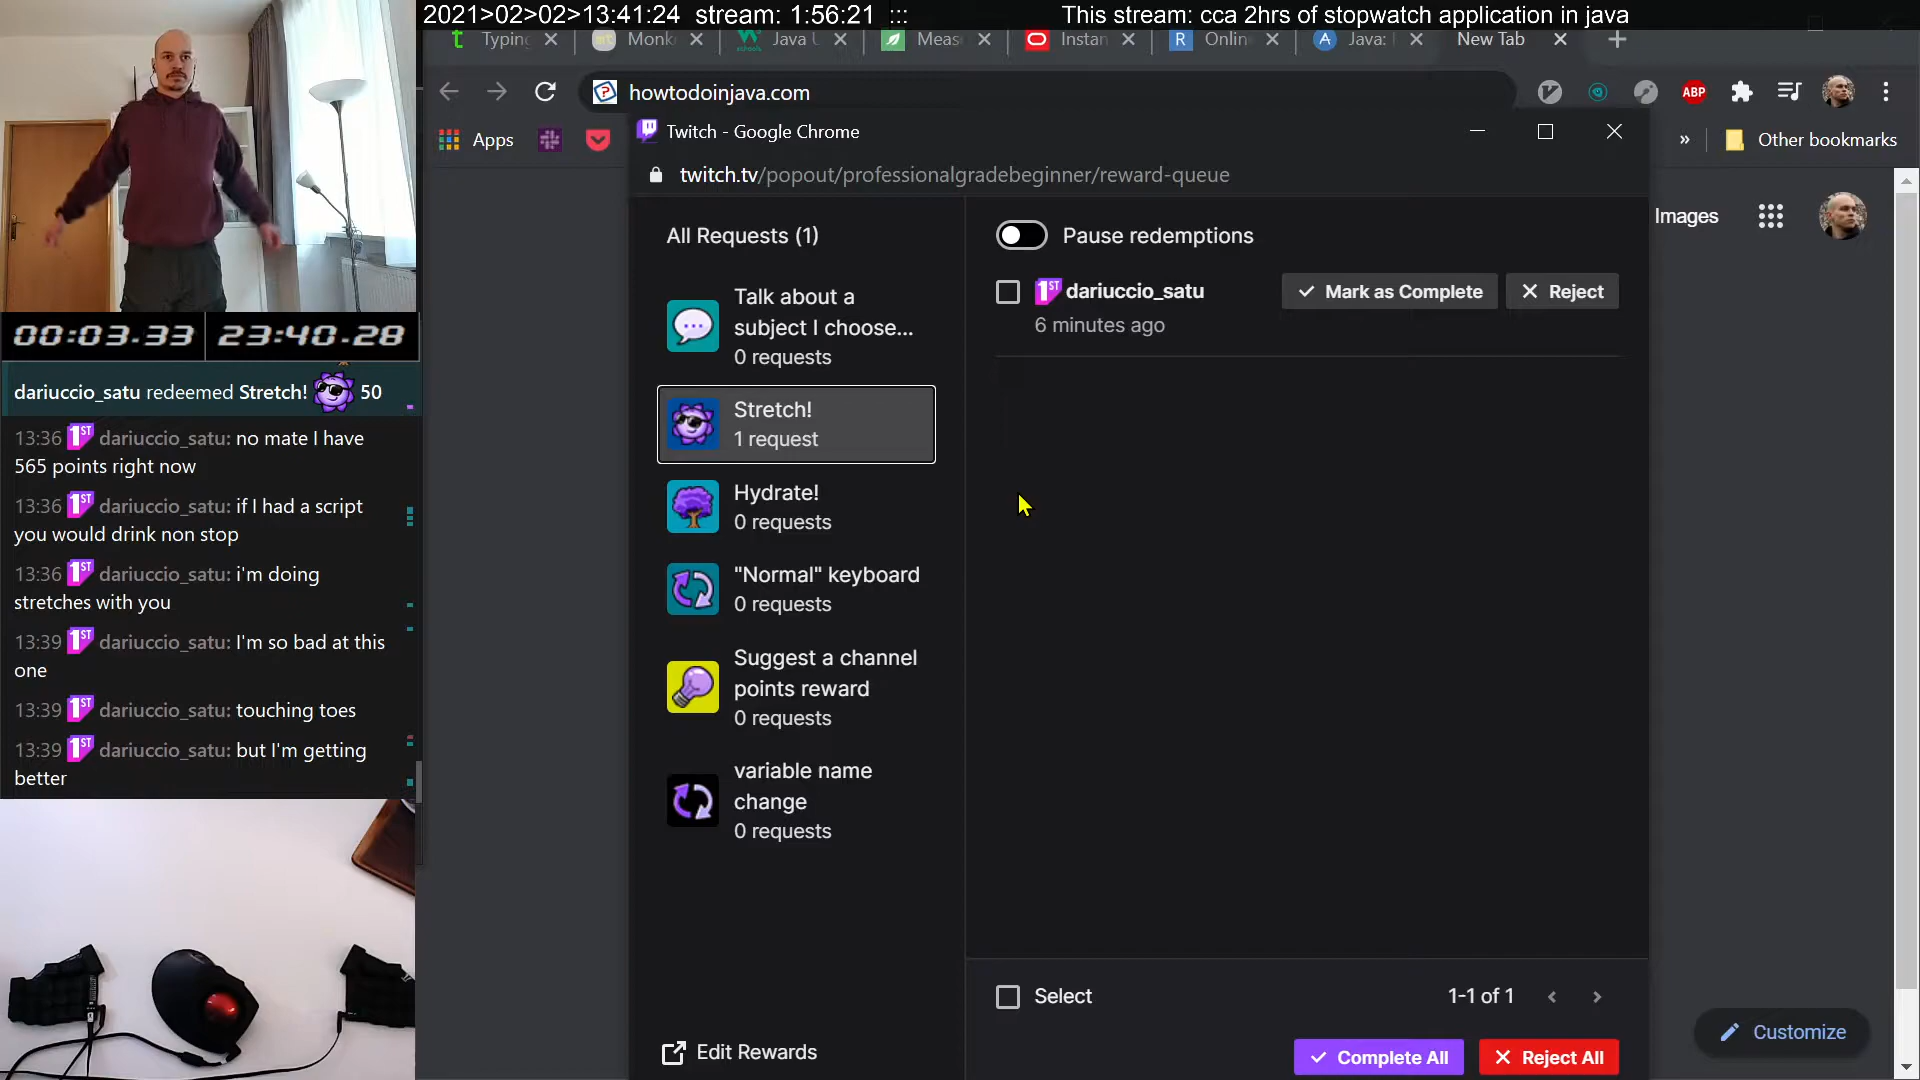 2021>02>02>13:41:24 stream: 1:56:21 :::
This stream: cca 2hrs of stopwatch application in java
Typing
Monk
Java U
Meas
Instan
Onlin
Java:
New Tab
howtodoinjava.com
ABP
Apps
Other bookmarks
Images
Twitch - Google Chrome
twitch.tv/popout/professionalgradebeginner/reward-queue
All Requests (1)
Talk about a
subject I choose...
0 requests
Stretch!
1 request
Hydrate!
0 requests
"Normal" keyboard
0 requests
Suggest a channel
points reward
0 requests
variable name
change
0 requests
Edit Rewards
Pause redemptions
1ST dariuccio_satu
6 minutes ago
Mark as Complete
Reject
Select
1-1 of 1
Complete All
Reject All
Customize
00:03.33 23:40.28
dariuccio_satu redeemed Stretch! 50
13:36 1ST dariuccio_satu: no mate I have
565 points right now
13:36 1ST dariuccio_satu: if I had a script
you would drink non stop
13:36 1ST dariuccio_satu: i'm doing
stretches with you
13:39 1ST dariuccio_satu: I'm so bad at this
one
13:39 1ST dariuccio_satu: touching toes
13:39 1ST dariuccio_satu: but I'm getting
better